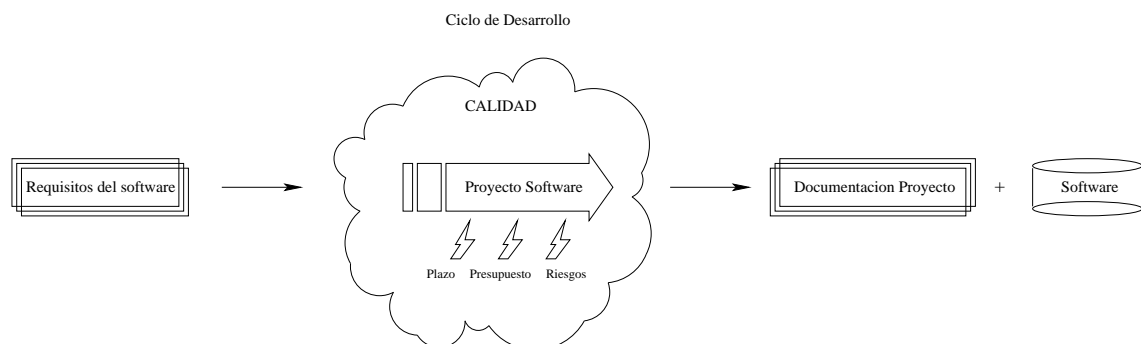 Ciclo de Desarrollo
CALIDAD
Requisitos del software
Proyecto Software
Documentacion Proyecto
+
Software
Plazo
Presupuesto
Riesgos